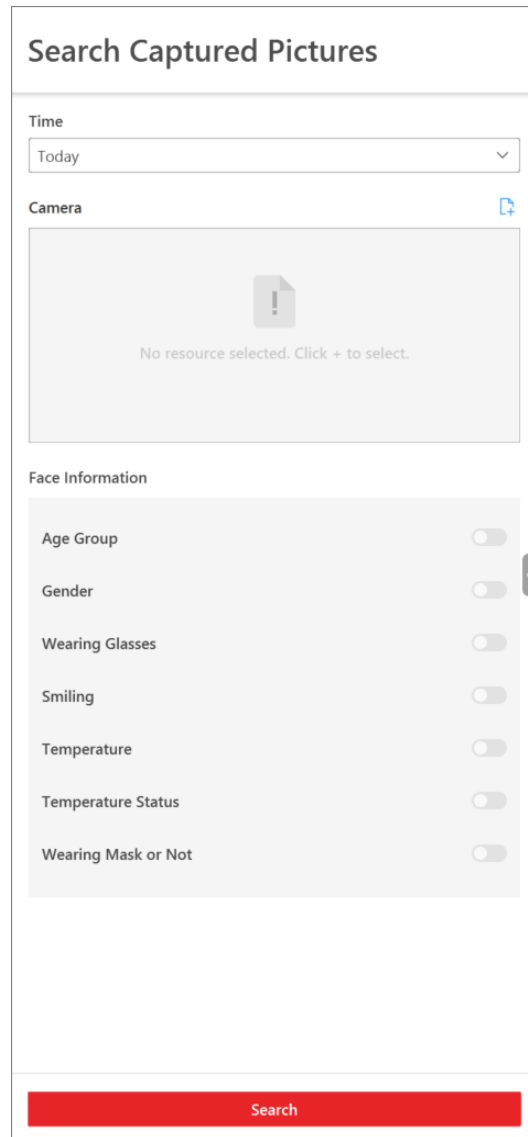 Search Captured Pictures
Time
Today
Camera
No resource selected. Click + to select.
Face Information
Age Group
Gender
Wearing Glasses
Smiling
Temperature
Temperature Status
Wearing Mask or Not
Search